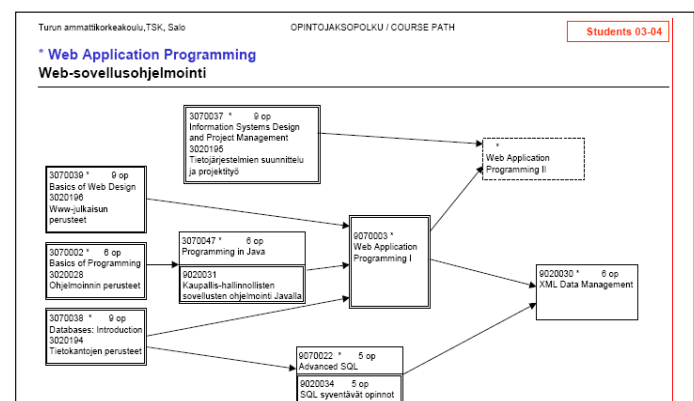 Turun ammattikorkeakoulu,TSK, Salo
OPINTOJAKSOPOLKU / COURSE PATH
Students 03-04
* Web Application Programming
Web-sovellusohjelmointi
3070037 * 9 op
Information Systems Design
and Project Management
3020195
Tietojärjestelmien suunnittelu
ja projektityö
*
Web Application
Programming II
3070039 * 9 op
Basics of Web Design
3020196
Www-julkaisun
perusteet
3070002 * 6 op
Basics of Programming
3020028
Ohjelmoinnin perusteet
3070047 * 6 op
Programming in Java
9020031
Kaupallis-hallinnollisten
sovellusten ohjelmointi Javalla
9070003 *
Web Application
Programming I
9020030 * 6 op
XML Data Management
3070038 * 9 op
Databases: Introduction
3020194
Tietokantojen perusteet
9070022 * 5 op
Advanced SQL
9020034 5 op
SQL syventävät opinnot